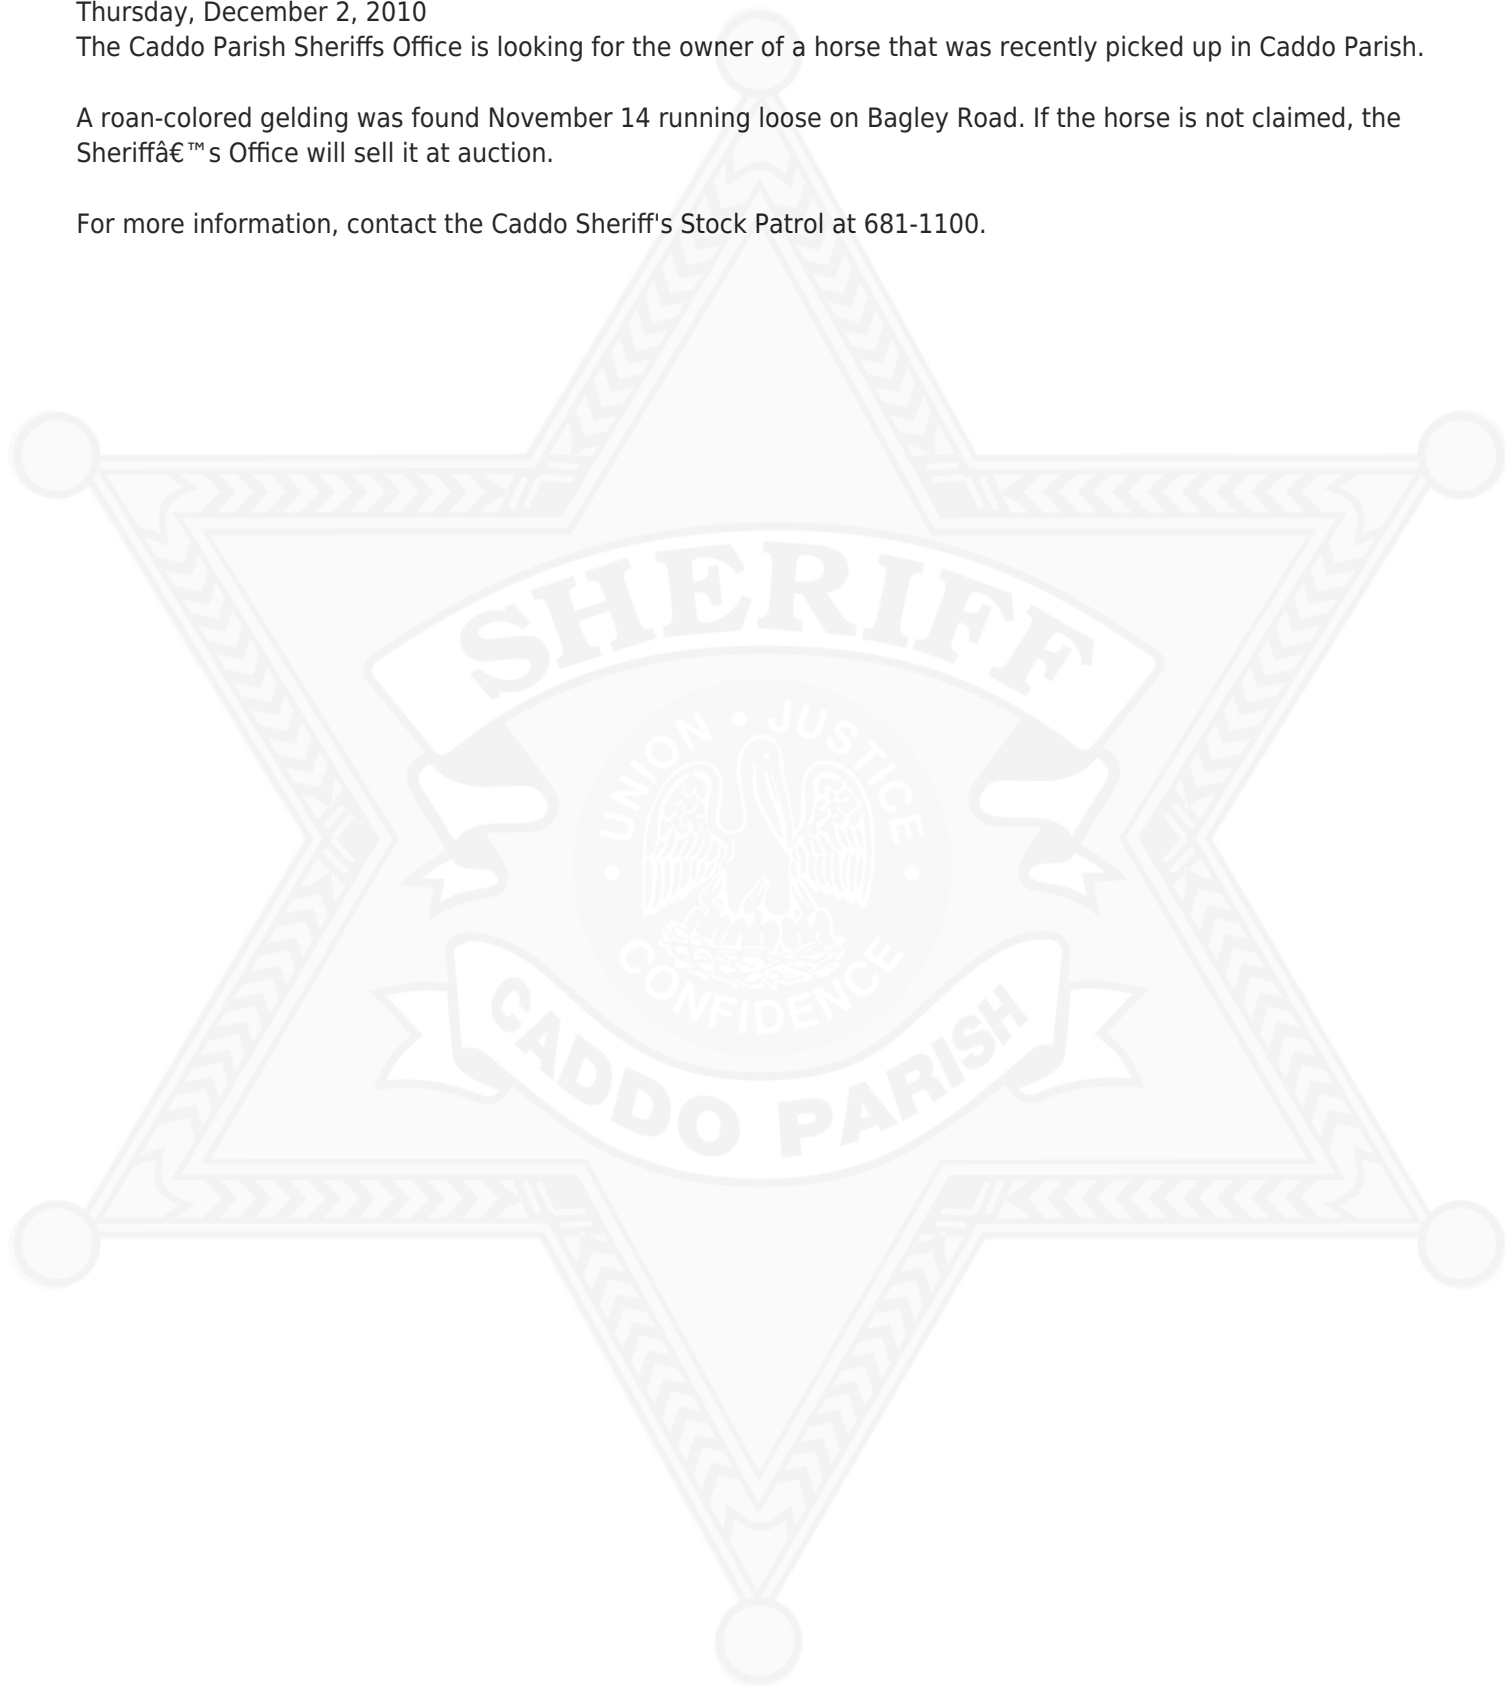 Thursday, December 2, 2010
The Caddo Parish Sheriffs Office is looking for the owner of a horse that was recently picked up in Caddo Parish.
A roan-colored gelding was found November 14 running loose on Bagley Road. If the horse is not claimed, the
Sheriffâ€™s Office will sell it at auction.
For more information, contact the Caddo Sheriff's Stock Patrol at 681-1100.
SHERIFF
UNION • JUSTICE
• CONFIDENCE •
CADDO PARISH